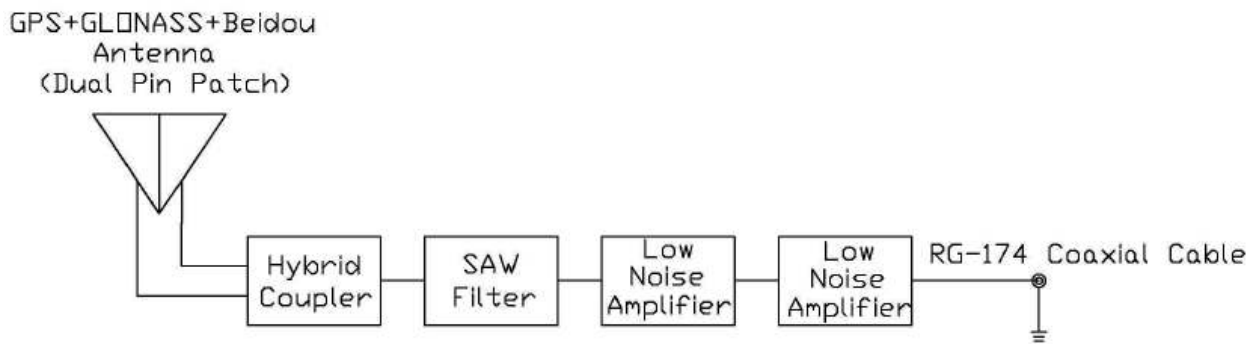 GPS+GLONASS+Beidou
Antenna
(Dual Pin Patch)
Hybrid
Coupler
SAW
Filter
Low
Noise
Amplifier
Low
Noise
Amplifier
RG-174 Coaxial Cable